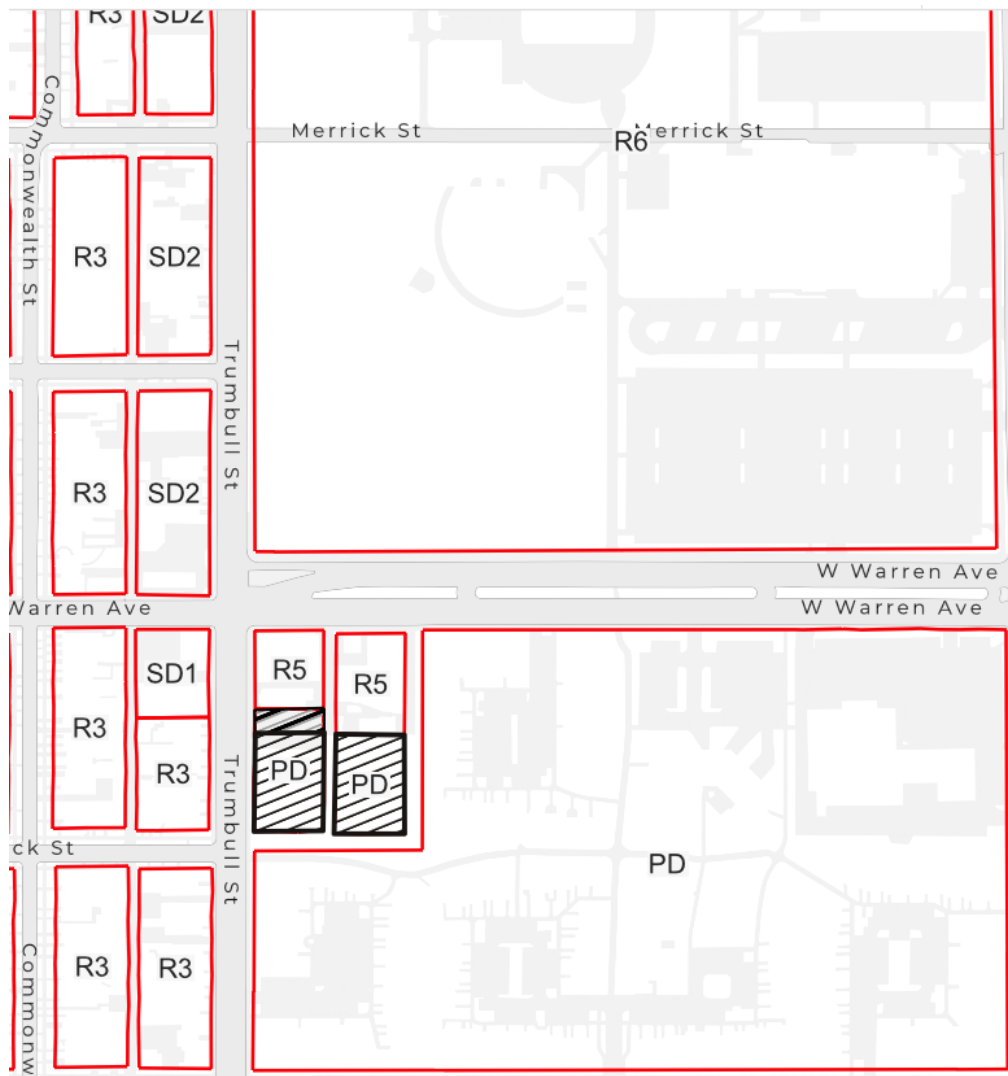 R3
SD2
Commonwealth St
Merrick St
Merrick St
R6
R3
SD2
Trumbull St
R3
SD2
W Warren Ave
W Warren Ave
Warren Ave
SD1
R5
R5
R3
R3
PD
PD
Trumbull St
ck St
PD
R3
R3
Commonw